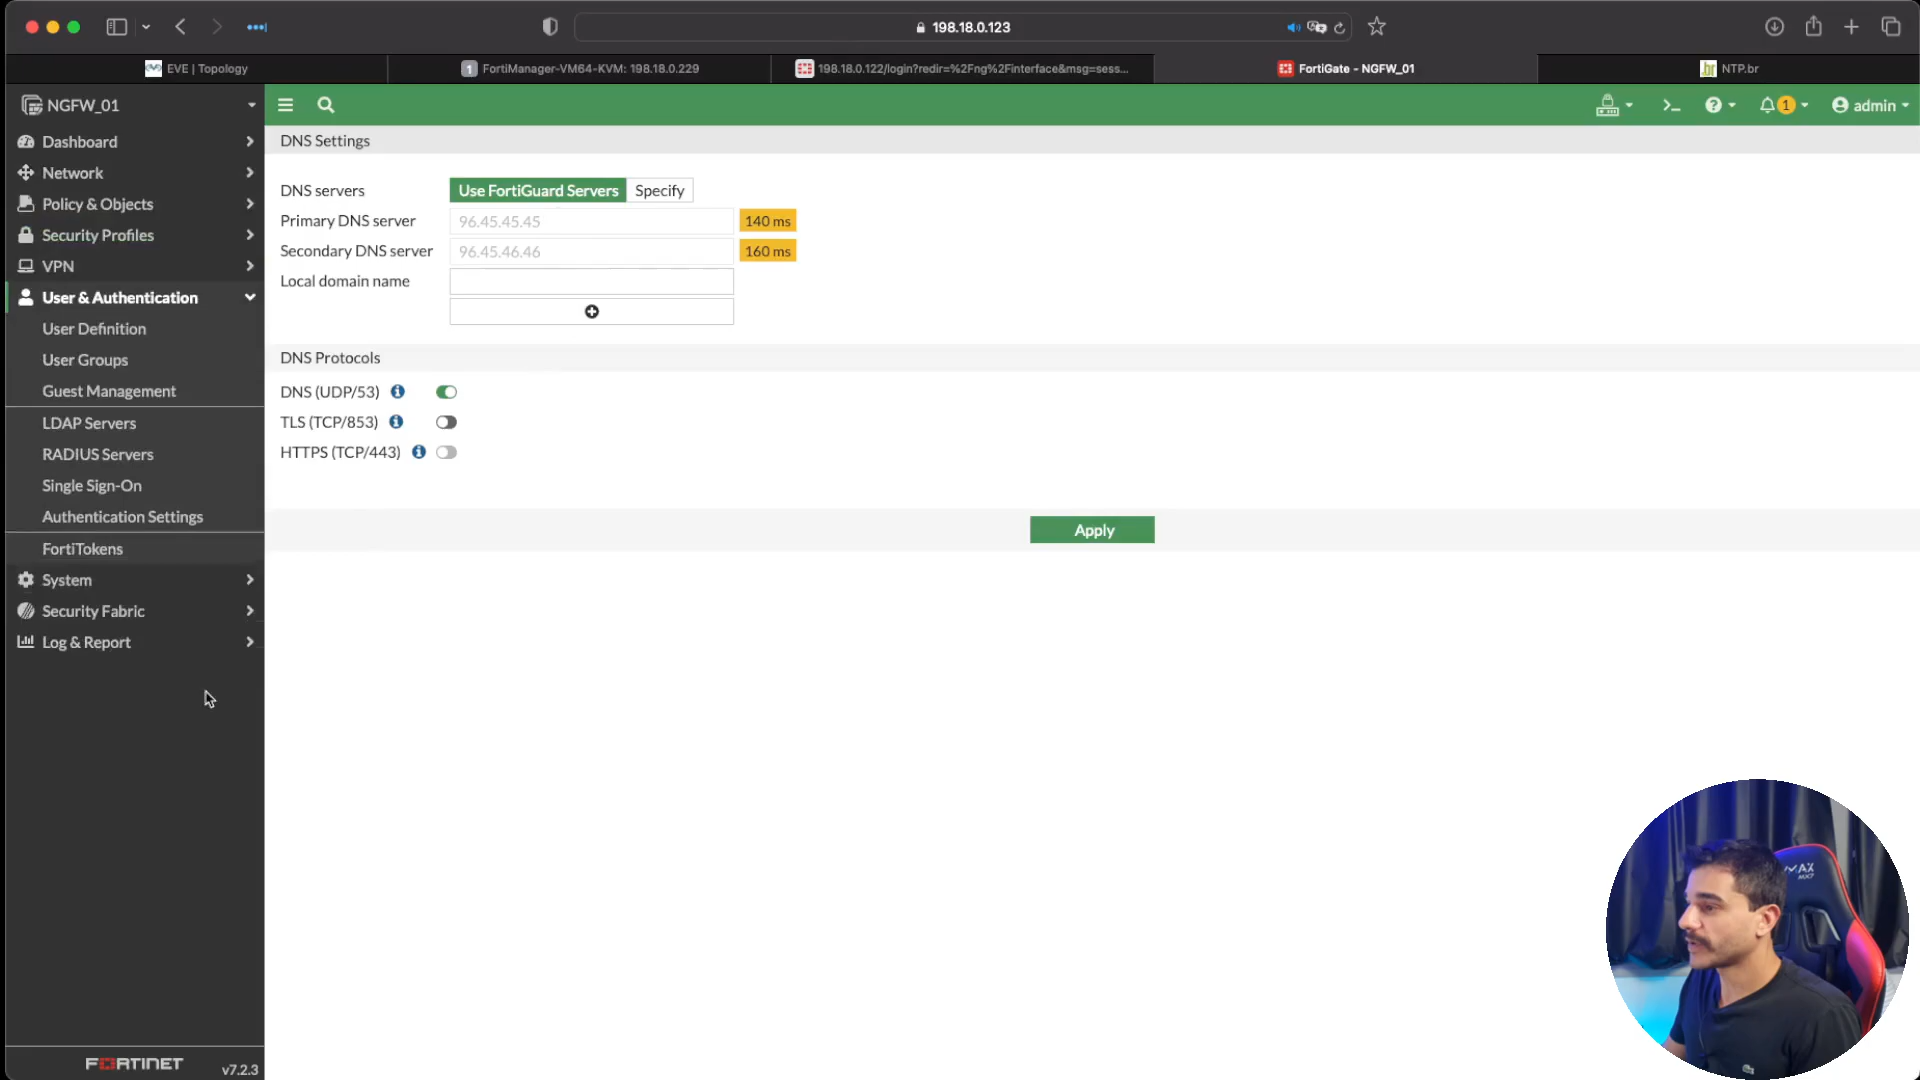 198.18.0.123
EVE | Topology
1 FortiManager-VM64-KVM: 198.18.0.229
198.18.0.122/login?redir=%2Fng%2Finterface&msg=sess...
FortiGate - NGFW_01
NTP.br
NGFW_01
1
admin
Dashboard
Network
Policy & Objects
Security Profiles
VPN
User & Authentication
User Definition
User Groups
Guest Management
LDAP Servers
RADIUS Servers
Single Sign-On
Authentication Settings
FortiTokens
System
Security Fabric
Log & Report
FORTINET
v7.2.3
DNS Settings
DNS servers Use FortiGuard Servers Specify
Primary DNS server 96.45.45.45 140 ms
Secondary DNS server 96.45.46.46 160 ms
Local domain name
DNS Protocols
DNS (UDP/53)
TLS (TCP/853)
HTTPS (TCP/443)
Apply